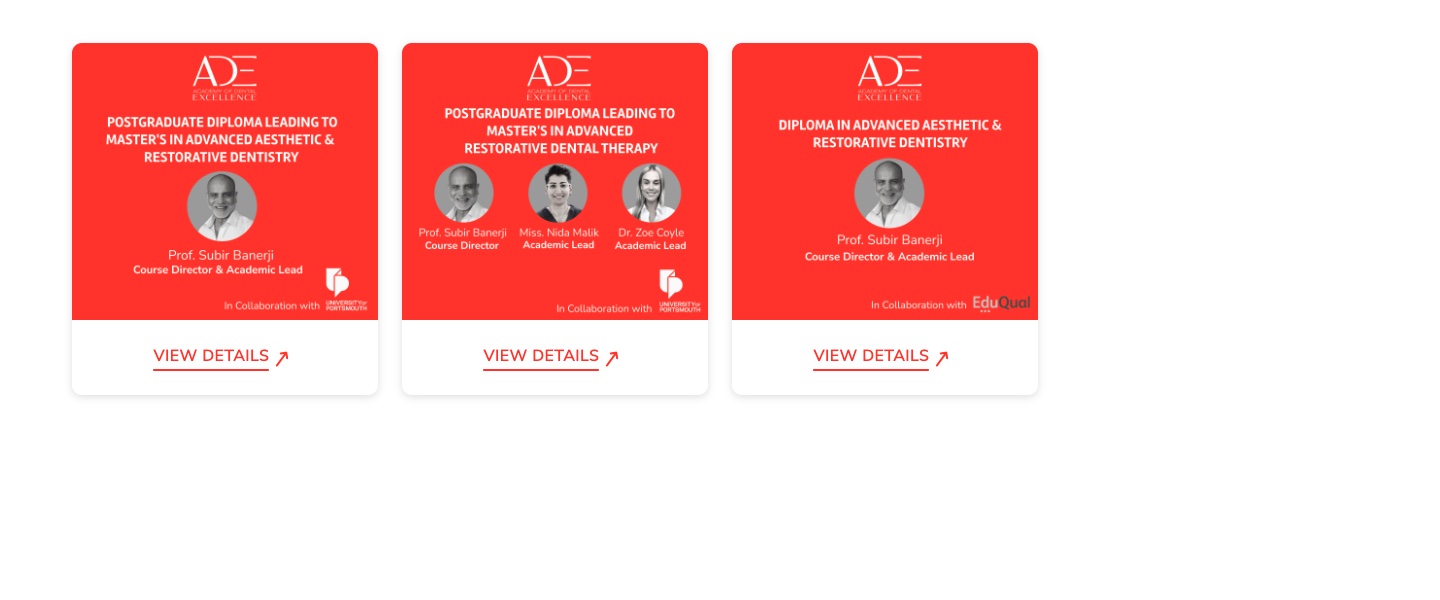 ADE
ACADEMY OF DENTAL
EXCELLENCE
POSTGRADUATE DIPLOMA LEADING TO
MASTER'S IN ADVANCED AESTHETIC &
RESTORATIVE DENTISTRY
Prof. Subir Banerji
Course Director & Academic Lead
In Collaboration with
UNIVERSITY OF
PORTSMOUTH
VIEW DETAILS
ADE
ACADEMY OF DENTAL
EXCELLENCE
POSTGRADUATE DIPLOMA LEADING TO
MASTER'S IN ADVANCED
RESTORATIVE DENTAL THERAPY
Prof. Subir Banerji
Course Director
Miss. Nida Malik
Academic Lead
Dr. Zoe Coyle
Academic Lead
In Collaboration with
UNIVERSITY OF
PORTSMOUTH
VIEW DETAILS
ADE
ACADEMY OF DENTAL
EXCELLENCE
DIPLOMA IN ADVANCED AESTHETIC &
RESTORATIVE DENTISTRY
Prof. Subir Banerji
Course Director & Academic Lead
In Collaboration with
EduQual
VIEW DETAILS